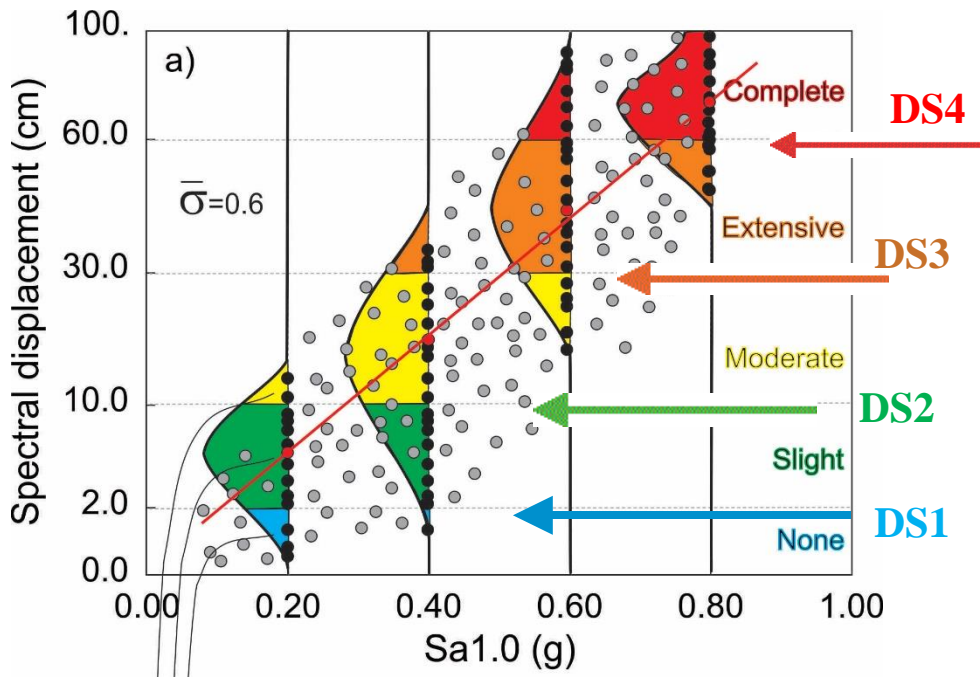 Spectral displacement (cm)
100.
60.0
30.0
10.0
2.0
0.0
a)
σ̅=0.6
Complete
DS4
Extensive
DS3
Moderate
DS2
Slight
DS1
None
0.00 0.20 0.40 0.60 0.80 1.00
Sa1.0 (g)